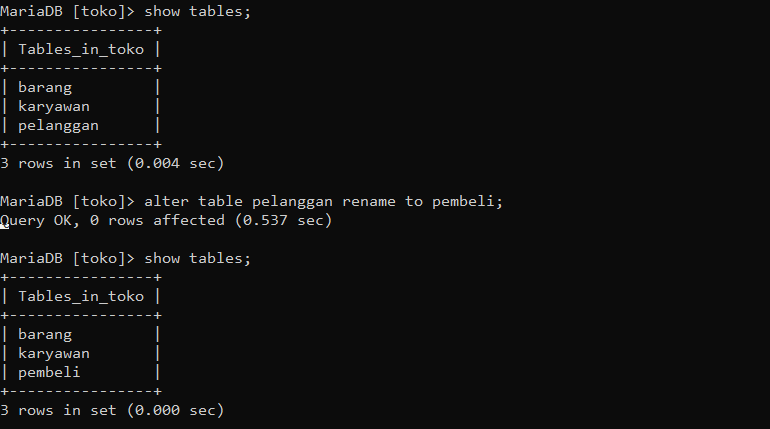 MariaDB [toko]> show tables;
+----------------+
| Tables_in_toko |
+----------------+
| barang         |
| karyawan       |
| pelanggan      |
+----------------+
3 rows in set (0.004 sec)

MariaDB [toko]> alter table pelanggan rename to pembeli;
Query OK, 0 rows affected (0.537 sec)

MariaDB [toko]> show tables;
+----------------+
| Tables_in_toko |
+----------------+
| barang         |
| karyawan       |
| pembeli        |
+----------------+
3 rows in set (0.000 sec)